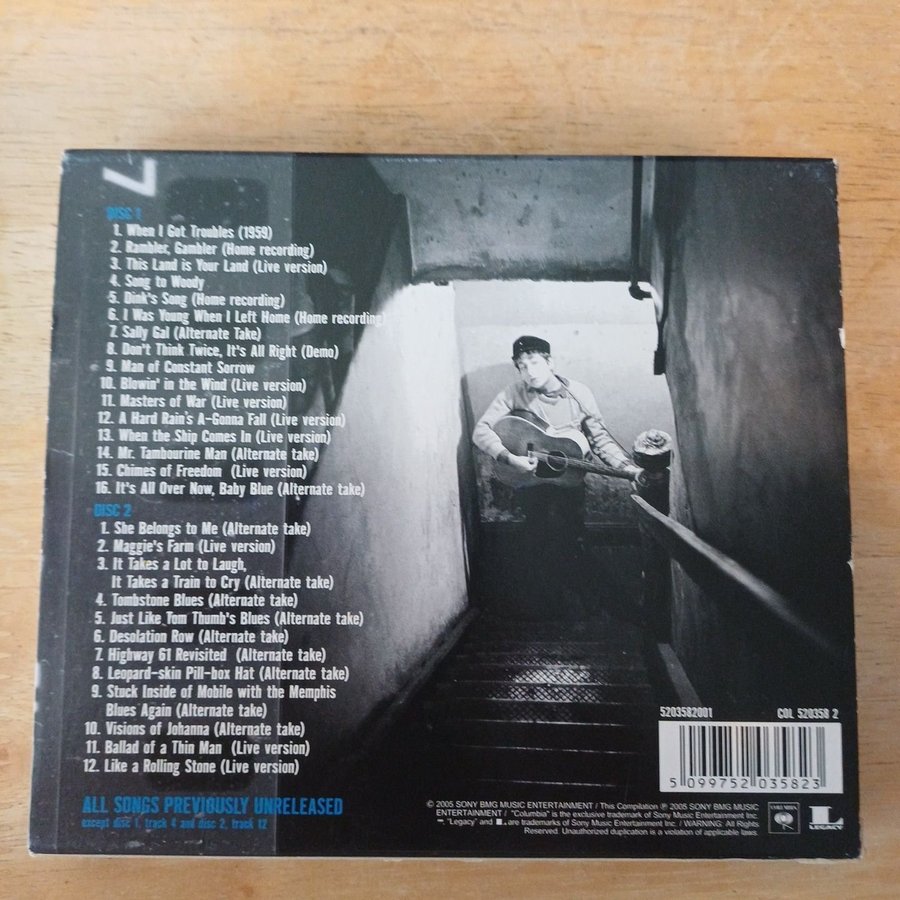 7
DISC 1
1. When I Got Troubles (1959)
2. Rambler, Gambler (Home recording)
3. This Land is Your Land (Live version)
4. Song to Woody
5. Dink's Song (Home recording)
6. I Was Young When I Left Home (Home recording)
7. Sally Gal (Alternate Take)
8. Don't Think Twice, It's All Right (Demo)
9. Man of Constant Sorrow
10. Blowin' in the Wind (Live version)
11. Masters of War (Live version)
12. A Hard Rain's A-Gonna Fall (Live version)
13. When the Ship Comes In (Live version)
14. Mr. Tambourine Man (Alternate take)
15. Chimes of Freedom (Live version)
16. It's All Over Now, Baby Blue (Alternate take)
DISC 2
1. She Belongs to Me (Alternate take)
2. Maggie's Farm (Live version)
3. It Takes a Lot to Laugh,
It Takes a Train to Cry (Alternate take)
4. Tombstone Blues (Alternate take)
5. Just Like Tom Thumb's Blues (Alternate take)
6. Desolation Row (Alternate take)
7. Highway 61 Revisited (Alternate take)
8. Leopard-skin Pill-box Hat (Alternate take)
9. Stuck Inside of Mobile with the Memphis
Blues Again (Alternate take)
10. Visions of Johanna (Alternate take)
11. Ballad of a Thin Man (Live version)
12. Like a Rolling Stone (Live version)
ALL SONGS PREVIOUSLY UNRELEASED
except disc 1, track 4 and disc 2, track 12
5203582001 COL 520358 2
5 099752 035823
© 2005 SONY BMG MUSIC ENTERTAINMENT / This Compilation ℗ 2005 SONY BMG MUSIC
ENTERTAINMENT / "Columbia" is the exclusive trademark of Sony Music Entertainment Inc.
"Legacy" and L are trademarks of Sony Music Entertainment Inc. / WARNING: All Rights
Reserved. Unauthorized duplication is a violation of applicable laws.
COLUMBIA
L
LEGACY